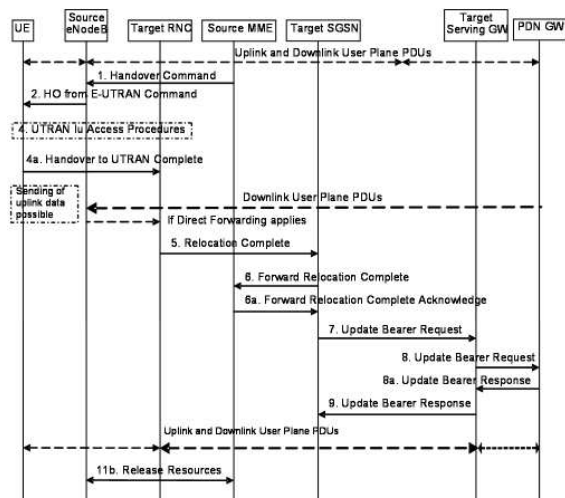 UE
Source
eNodeB
Target RNC
Source MME
Target SGSN
Target
Serving GW
PDN GW
Uplink and Downlink User Plane PDUs
1. Handover Command
2. HO from E-UTRAN Command
4. UTRAN Iu Access Procedures
4a. Handover to UTRAN Complete
Sending of
uplink data
possible
Downlink User Plane PDUs
If Direct Forwarding applies
5. Relocation Complete
6. Forward Relocation Complete
6a. Forward Relocation Complete Acknowledge
7. Update Bearer Request
8. Update Bearer Request
8a. Update Bearer Response
9. Update Bearer Response
Uplink and Downlink User Plane PDUs
11b. Release Resources